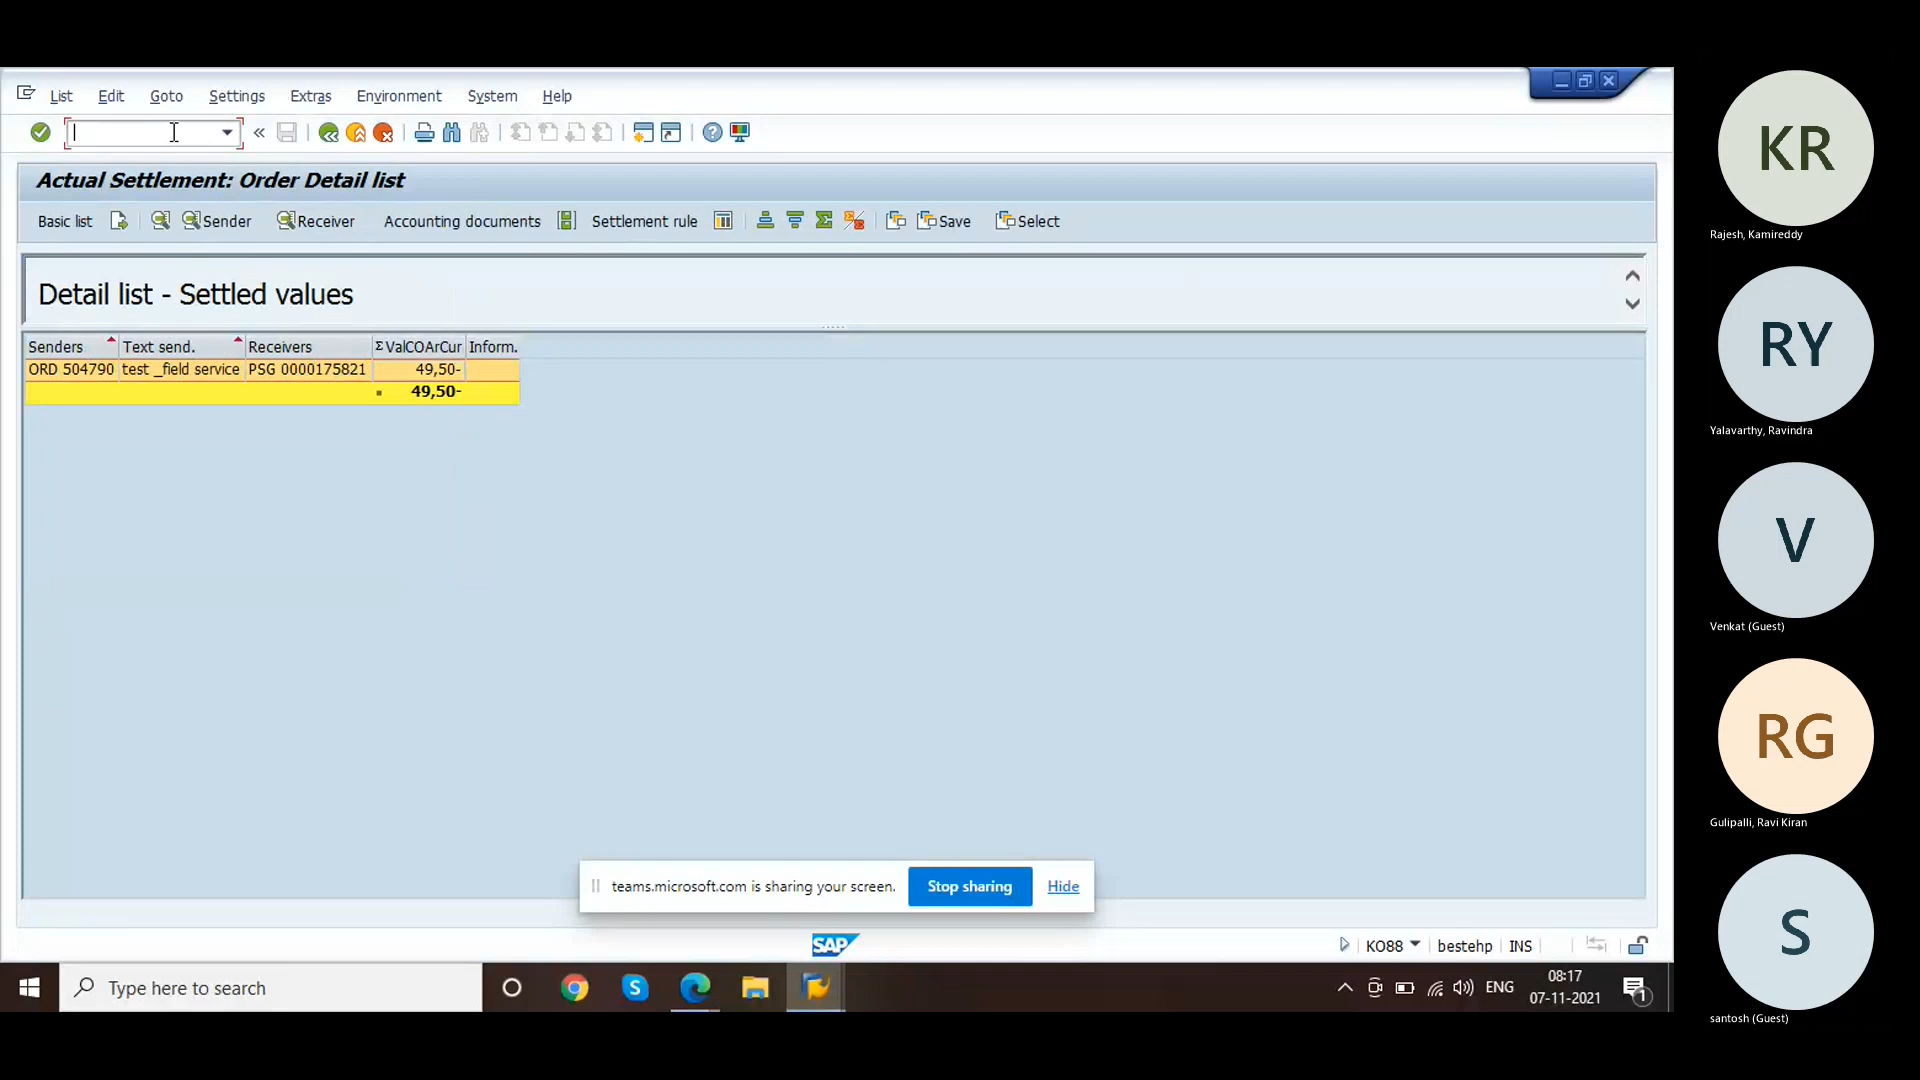 List Edit Goto Settings Extras Environment System Help
Actual Settlement: Order Detail list
Basic list Sender Receiver Accounting documents Settlement rule Save Select
Detail list - Settled values
Senders Text send. Receivers ΣValCOArCur Inform.
ORD 504790 test _field service PSG 0000175821 49,50-
▪ 49,50-
teams.microsoft.com is sharing your screen. Stop sharing Hide
SAP
KO88 bestehp INS
Type here to search
S
ENG
08:17
07-11-2021
1
KR
Rajesh, Kamireddy
RY
Yalavarthy, Ravindra
V
Venkat (Guest)
RG
Gulipalli, Ravi Kiran
S
santosh (Guest)